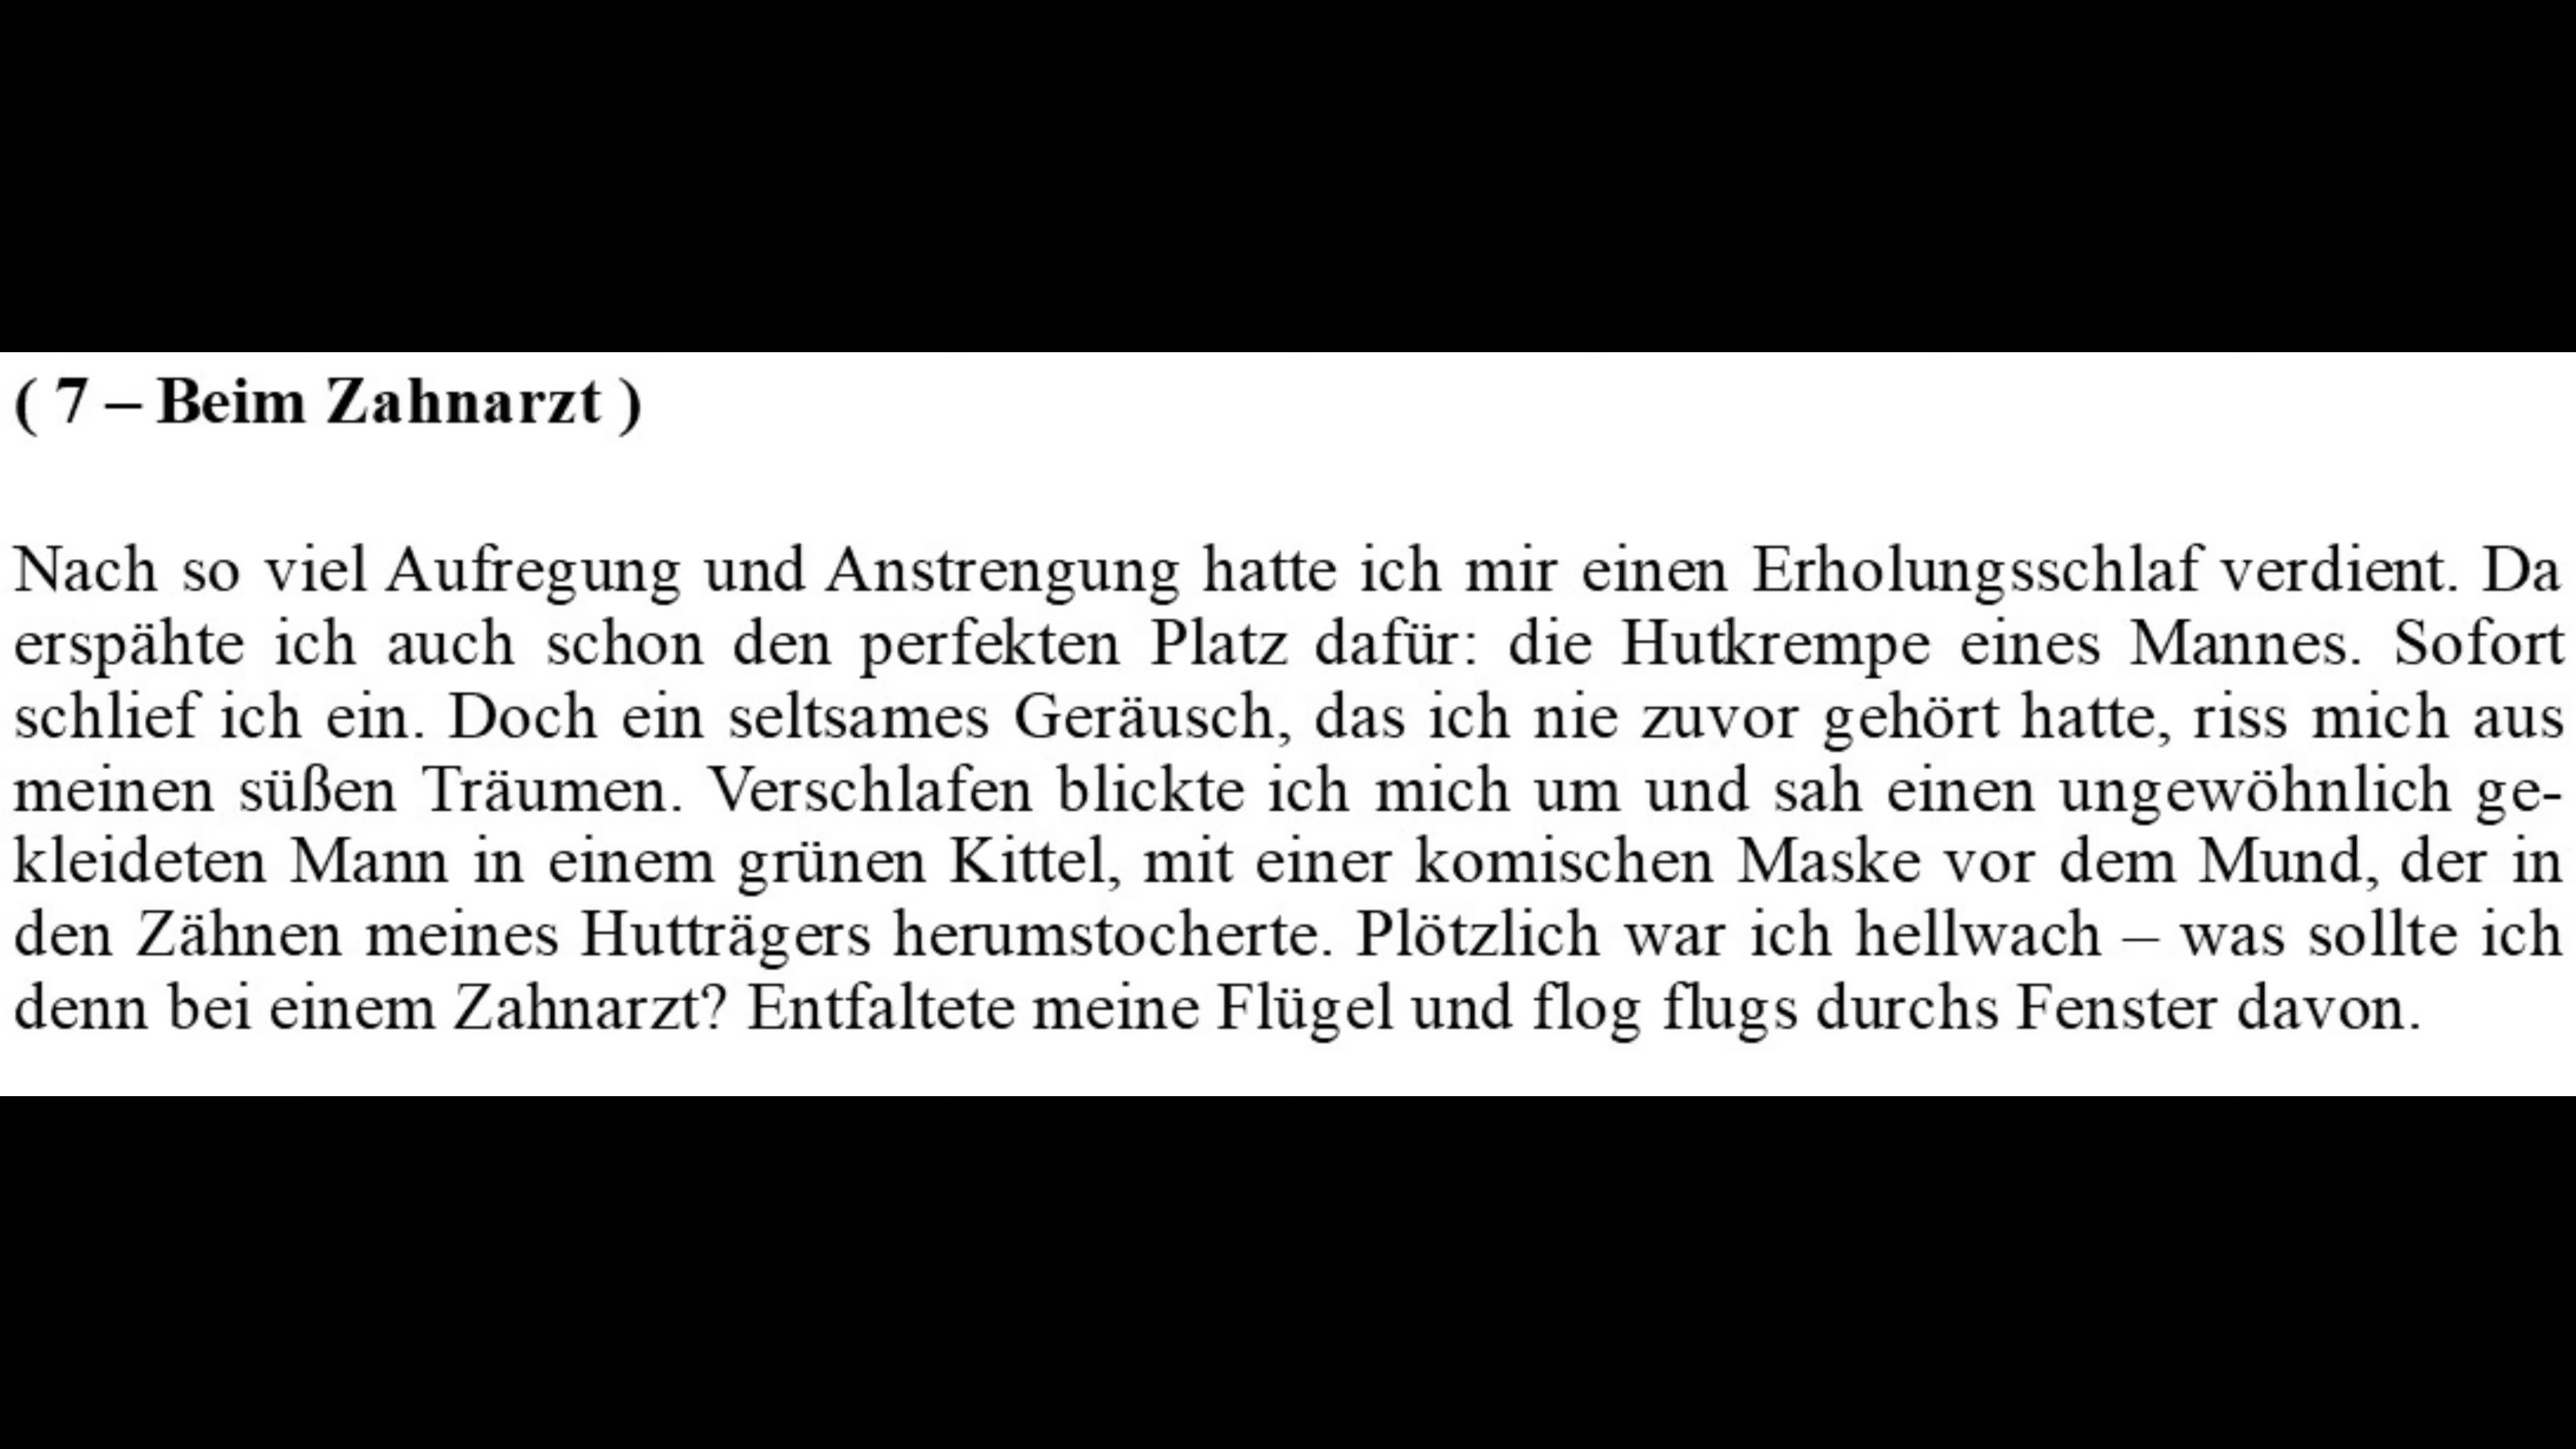 ( 7 – Beim Zahnarzt )
Nach so viel Aufregung und Anstrengung hatte ich mir einen Erholungsschlaf verdient. Da
erspähte ich auch schon den perfekten Platz dafür: die Hutkrempe eines Mannes. Sofort
schlief ich ein. Doch ein seltsames Geräusch, das ich nie zuvor gehört hatte, riss mich aus
meinen süßen Träumen. Verschlafen blickte ich mich um und sah einen ungewöhnlich ge-
kleideten Mann in einem grünen Kittel, mit einer komischen Maske vor dem Mund, der in
den Zähnen meines Hutträgers herumstocherte. Plötzlich war ich hellwach – was sollte ich
denn bei einem Zahnarzt? Entfaltete meine Flügel und flog flugs durchs Fenster davon.